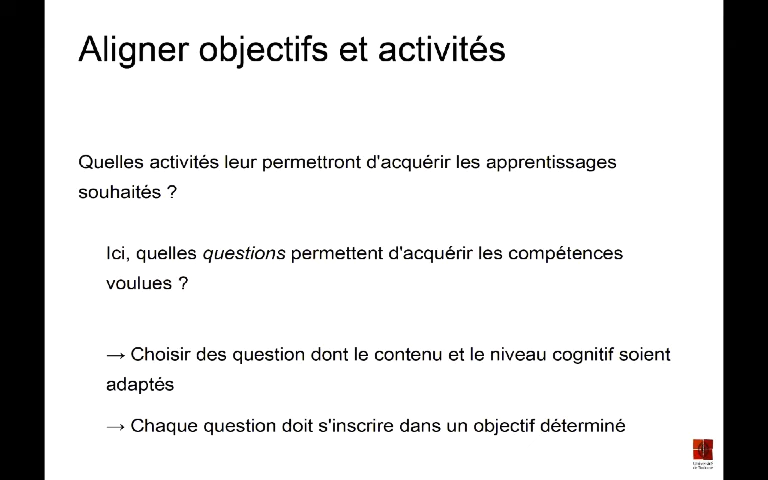 Aligner objectifs et activités
Quelles activités leur permettront d'acquérir les apprentissages
souhaités ?
Ici, quelles questions permettent d'acquérir les compétences
voulues ?
→ Choisir des question dont le contenu et le niveau cognitif soient
adaptés
→ Chaque question doit s'inscrire dans un objectif déterminé